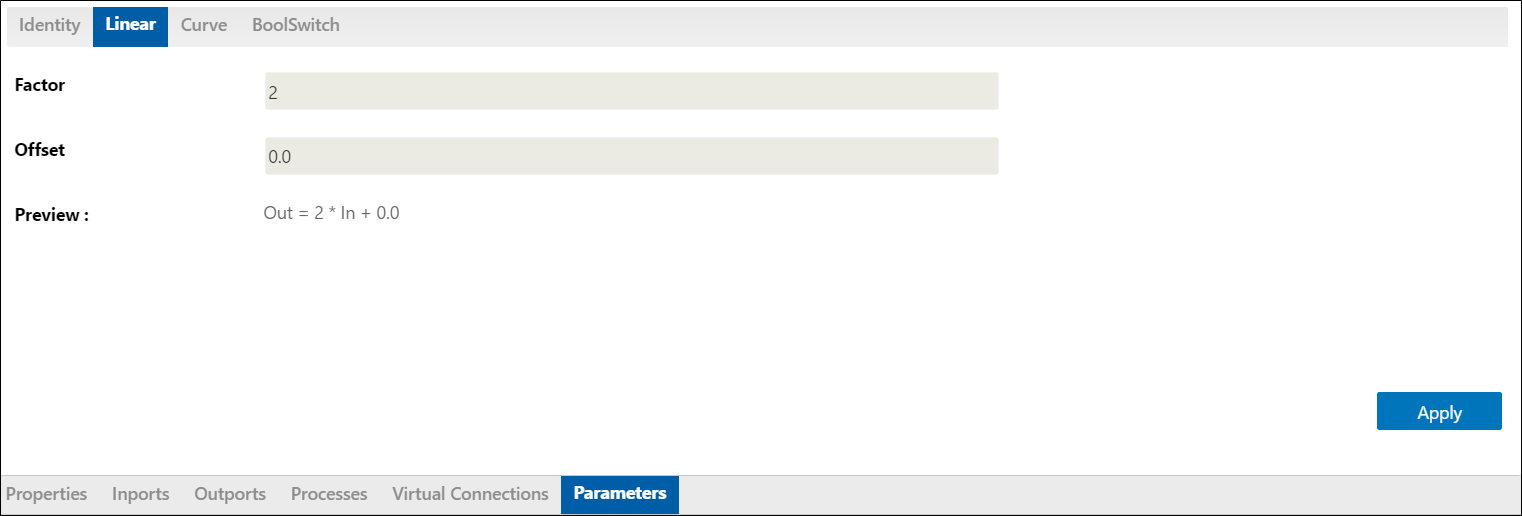 Identity Linear Curve BoolSwitch
Factor 2
Offset 0.0
Preview : Out = 2 * In + 0.0
Apply
Properties Inports Outports Processes Virtual Connections Parameters